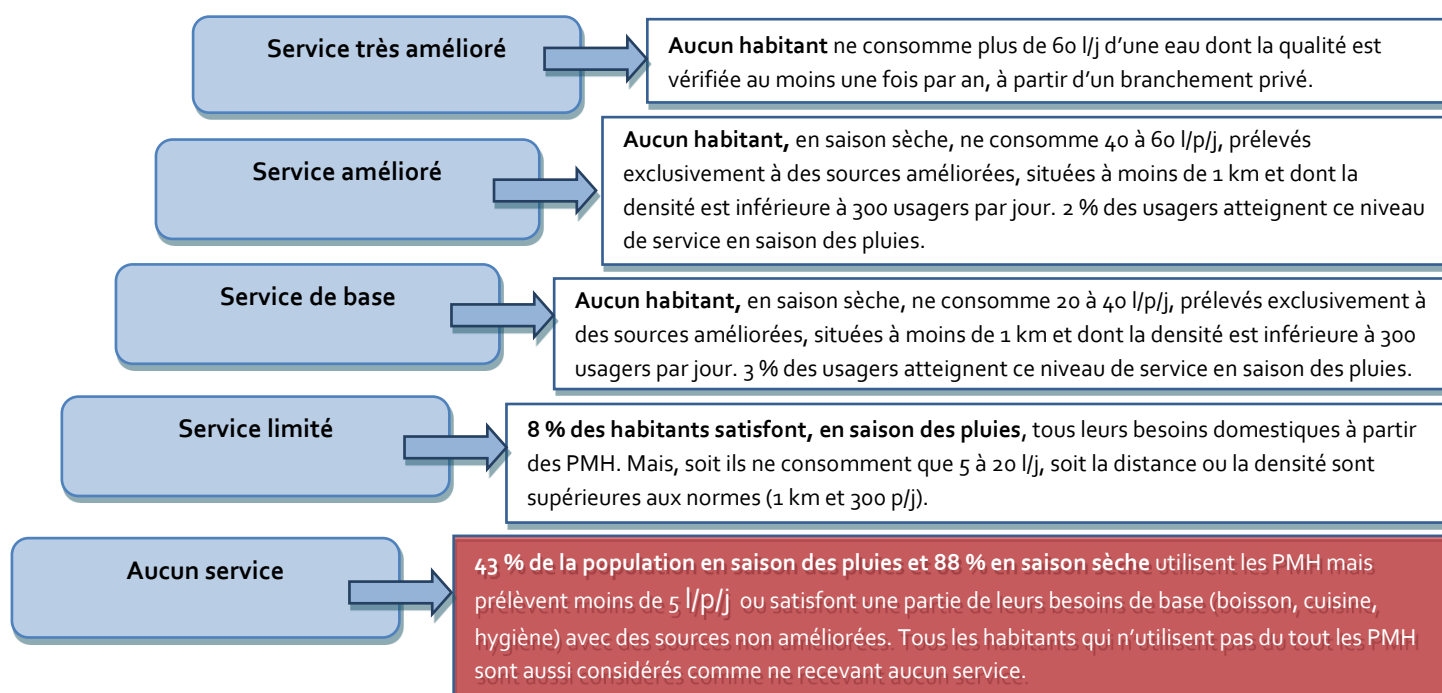 Service très amélioré
Aucun habitant ne consomme plus de 60 l/j d’une eau dont la qualité est
vérifiée au moins une fois par an, à partir d’un branchement privé.
Service amélioré
Aucun habitant, en saison sèche, ne consomme 40 à 60 l/p/j, prélevés
exclusivement à des sources améliorées, situées à moins de 1 km et dont la
densité est inférieure à 300 usagers par jour. 2 % des usagers atteignent ce niveau
de service en saison des pluies.
Service de base
Aucun habitant, en saison sèche, ne consomme 20 à 40 l/p/j, prélevés exclusivement à
des sources améliorées, situées à moins de 1 km et dont la densité est inférieure à 300
usagers par jour. 3 % des usagers atteignent ce niveau de service en saison des pluies.
Service limité
8 % des habitants satisfont, en saison des pluies, tous leurs besoins domestiques à partir
des PMH. Mais, soit ils ne consomment que 5 à 20 l/j, soit la distance ou la densité sont
supérieures aux normes (1 km et 300 p/j).
Aucun service
43 % de la population en saison des pluies et 88 % en saison sèche utilisent les PMH mais
prélèvent moins de 5 l/p/j ou satisfont une partie de leurs besoins de base (boisson, cuisine,
hygiène) avec des sources non améliorées. Tous les habitants qui n’utilisent pas du tout les PMH
sont aussi considérés comme ne recevant aucun service.